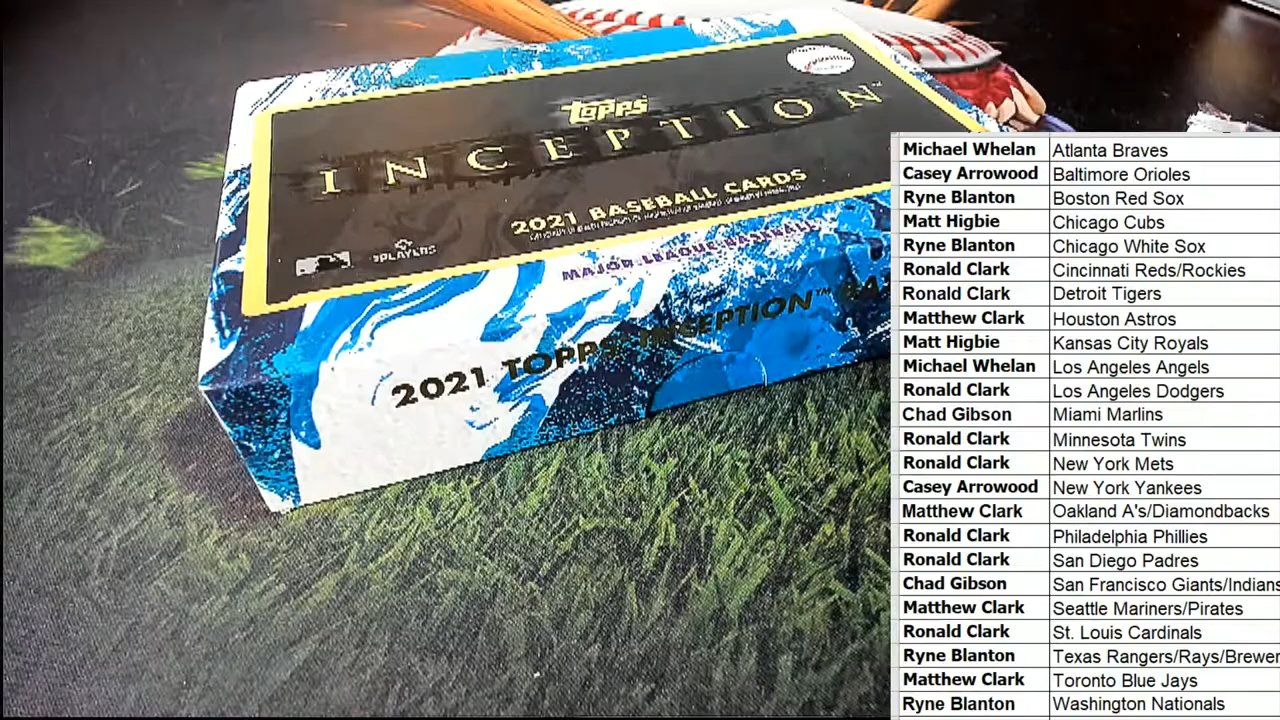 TOPPS
INCEPTION™
2021 BASEBALL CARDS
PLAYERS
MAJOR LEAGUE BASEBALL
2021 TOPPS® INCEPTION™
Michael Whelan Atlanta Braves
Casey Arrowood Baltimore Orioles
Ryne Blanton Boston Red Sox
Matt Higbie Chicago Cubs
Ryne Blanton Chicago White Sox
Ronald Clark Cincinnati Reds/Rockies
Ronald Clark Detroit Tigers
Matthew Clark Houston Astros
Matt Higbie Kansas City Royals
Michael Whelan Los Angeles Angels
Ronald Clark Los Angeles Dodgers
Chad Gibson Miami Marlins
Ronald Clark Minnesota Twins
Ronald Clark New York Mets
Casey Arrowood New York Yankees
Matthew Clark Oakland A's/Diamondbacks
Ronald Clark Philadelphia Phillies
Ronald Clark San Diego Padres
Chad Gibson San Francisco Giants/Indians
Matthew Clark Seattle Mariners/Pirates
Ronald Clark St. Louis Cardinals
Ryne Blanton Texas Rangers/Rays/Brewer
Matthew Clark Toronto Blue Jays
Ryne Blanton Washington Nationals